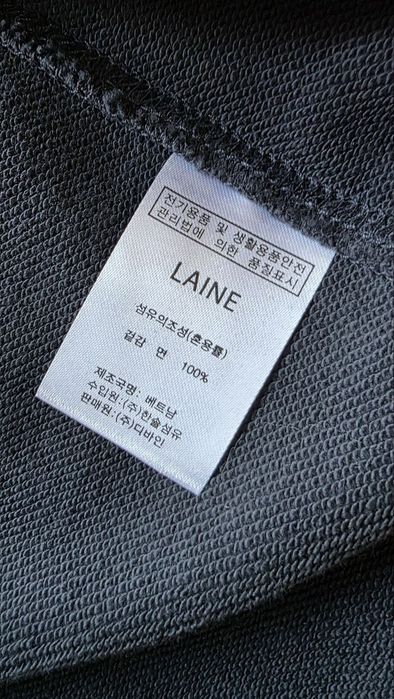 전기용품 및 생활용품안전
관리법에 의한 품질표시
LAINE
섬유의조성(혼용률)
겉감 면 100%
제조국명: 베트남
수입원:(주)한솔섬유
판매원:(주)디바인